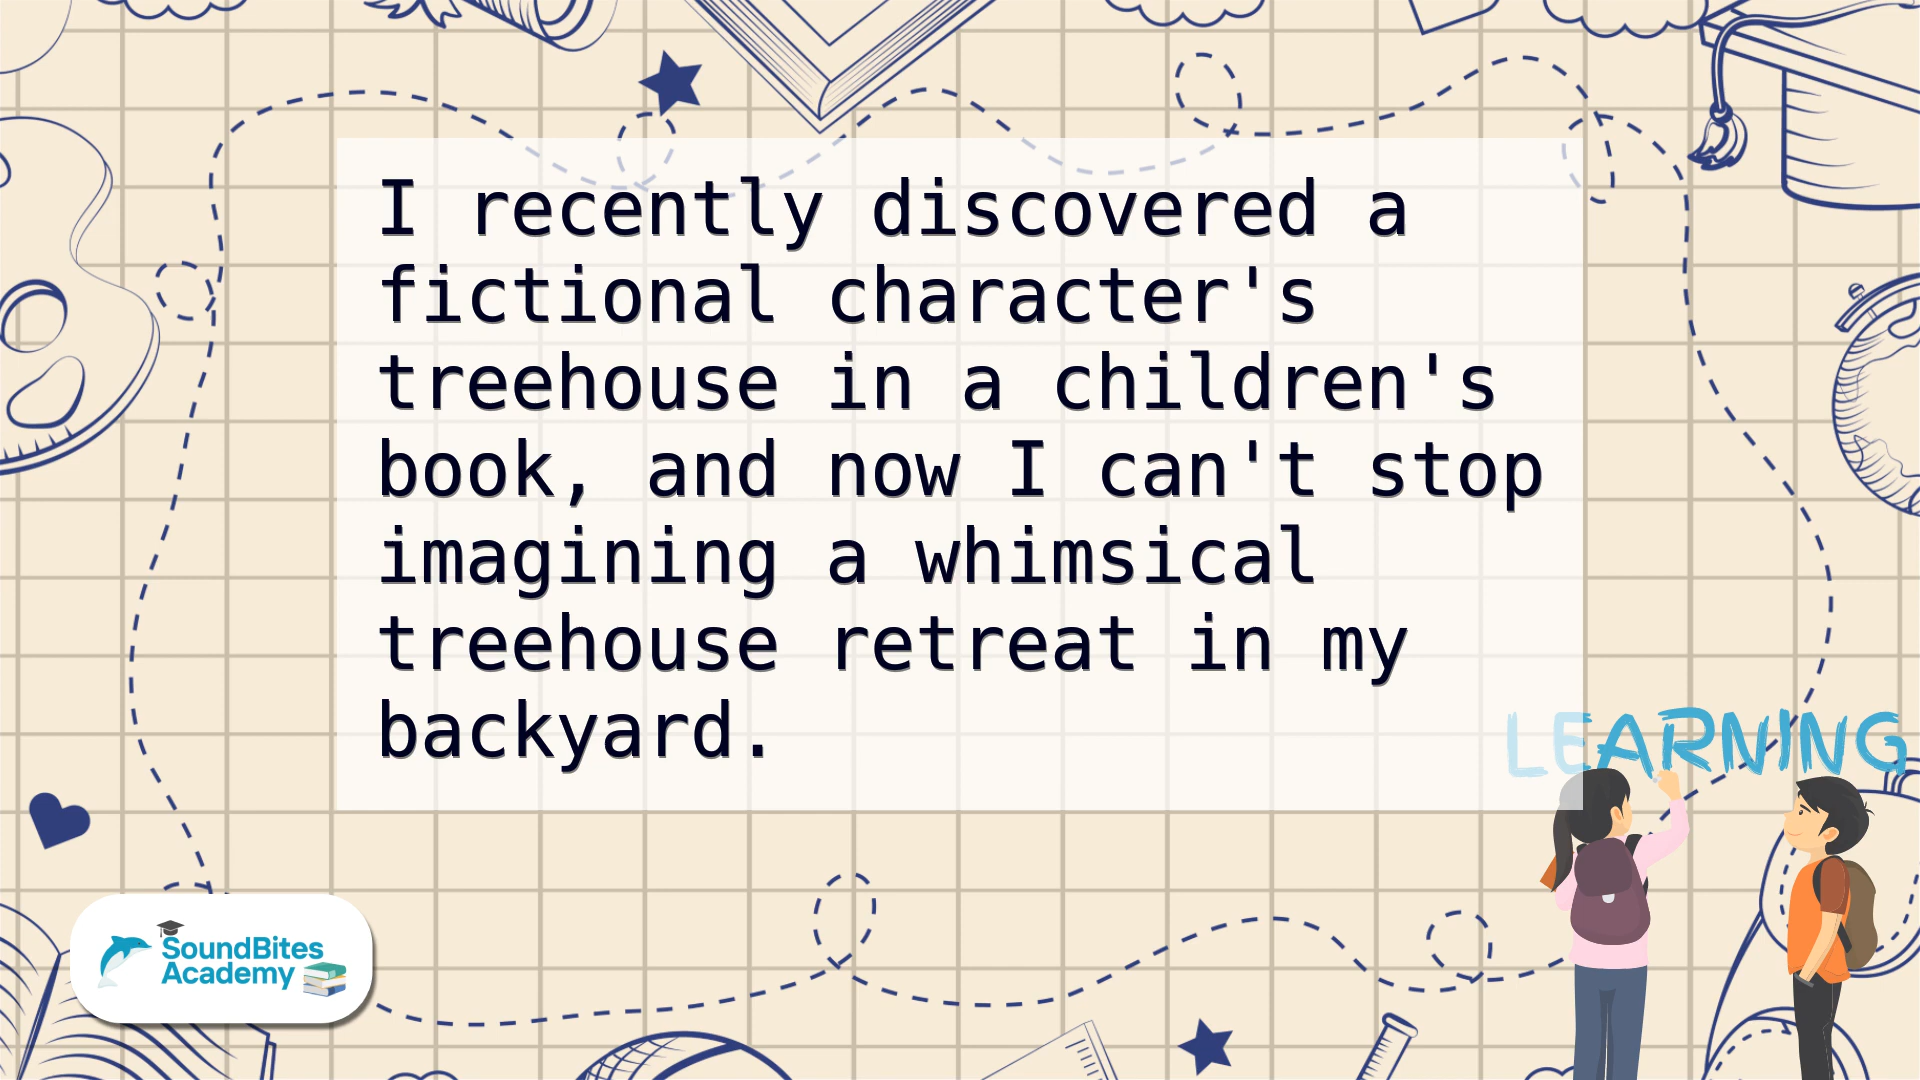 I recently discovered a
fictional character's
treehouse in a children's
book, and now I can't stop
imagining a whimsical
treehouse retreat in my
backyard.
LEARNING
SoundBites
Academy